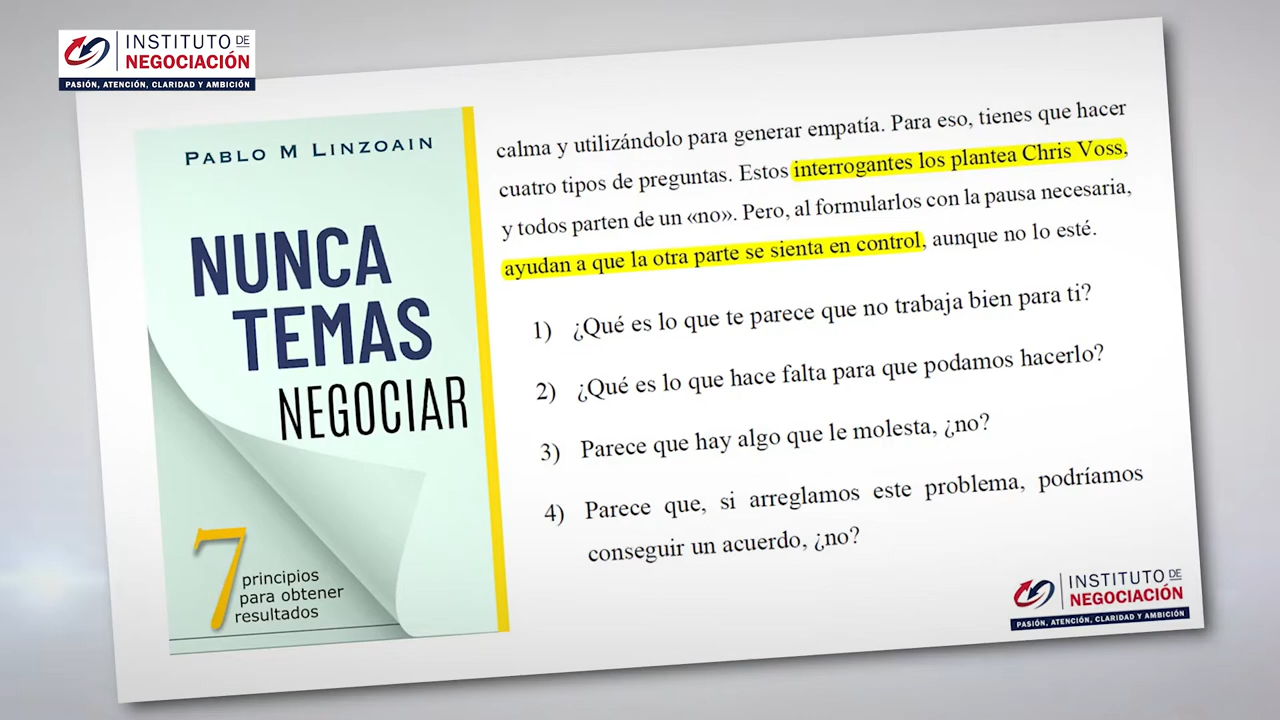 INSTITUTO DE
NEGOCIACIÓN
PASIÓN, ATENCIÓN, CLARIDAD Y AMBICIÓN
PABLO M LINZOAIN
NUNCA
TEMAS
NEGOCIAR
7
principios
para obtener
resultados
calma y utilizándolo para generar empatía. Para eso, tienes que hacer
cuatro tipos de preguntas. Estos interrogantes los plantea Chris Voss,
y todos parten de un «no». Pero, al formularlos con la pausa necesaria,
ayudan a que la otra parte se sienta en control, aunque no lo esté.
1) ¿Qué es lo que te parece que no trabaja bien para ti?
2) ¿Qué es lo que hace falta para que podamos hacerlo?
3) Parece que hay algo que le molesta, ¿no?
4) Parece que, si arreglamos este problema, podríamos
conseguir un acuerdo, ¿no?
INSTITUTO DE
NEGOCIACIÓN
PASIÓN, ATENCIÓN, CLARIDAD Y AMBICIÓN